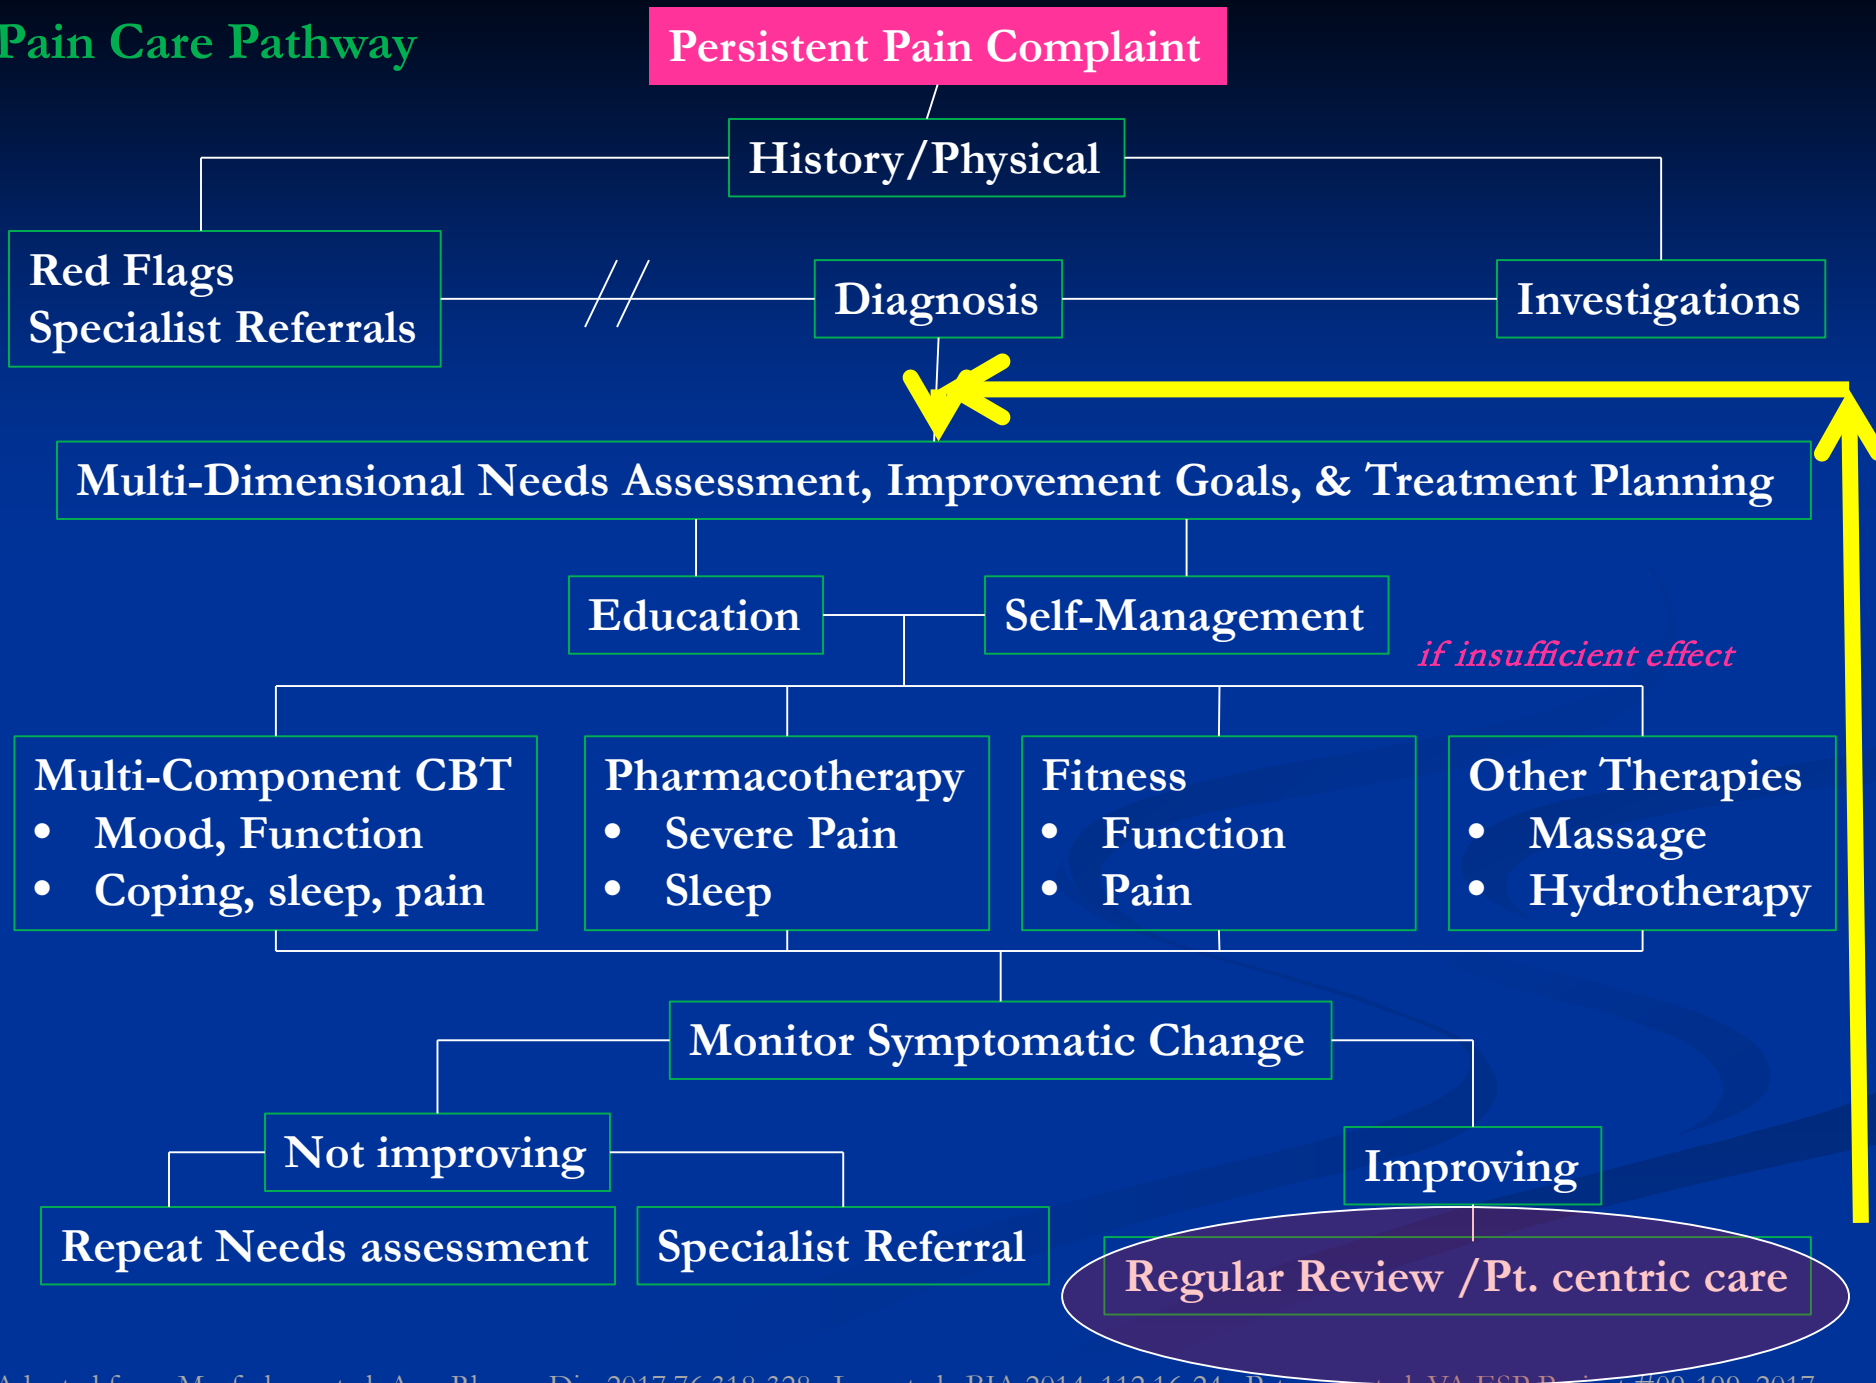 Pain Care Pathway
Persistent Pain Complaint
History/Physical
Red Flags
Specialist Referrals
Diagnosis
Investigations
Multi-Dimensional Needs Assessment, Improvement Goals, & Treatment Planning
Education
Self-Management
if insufficient effect
Multi-Component CBT
• Mood, Function
• Coping, sleep, pain
Pharmacotherapy
• Severe Pain
• Sleep
Fitness
• Function
• Pain
Other Therapies
• Massage
• Hydrotherapy
Monitor Symptomatic Change
Not improving
Improving
Repeat Needs assessment
Specialist Referral
Regular Review /Pt. centric care